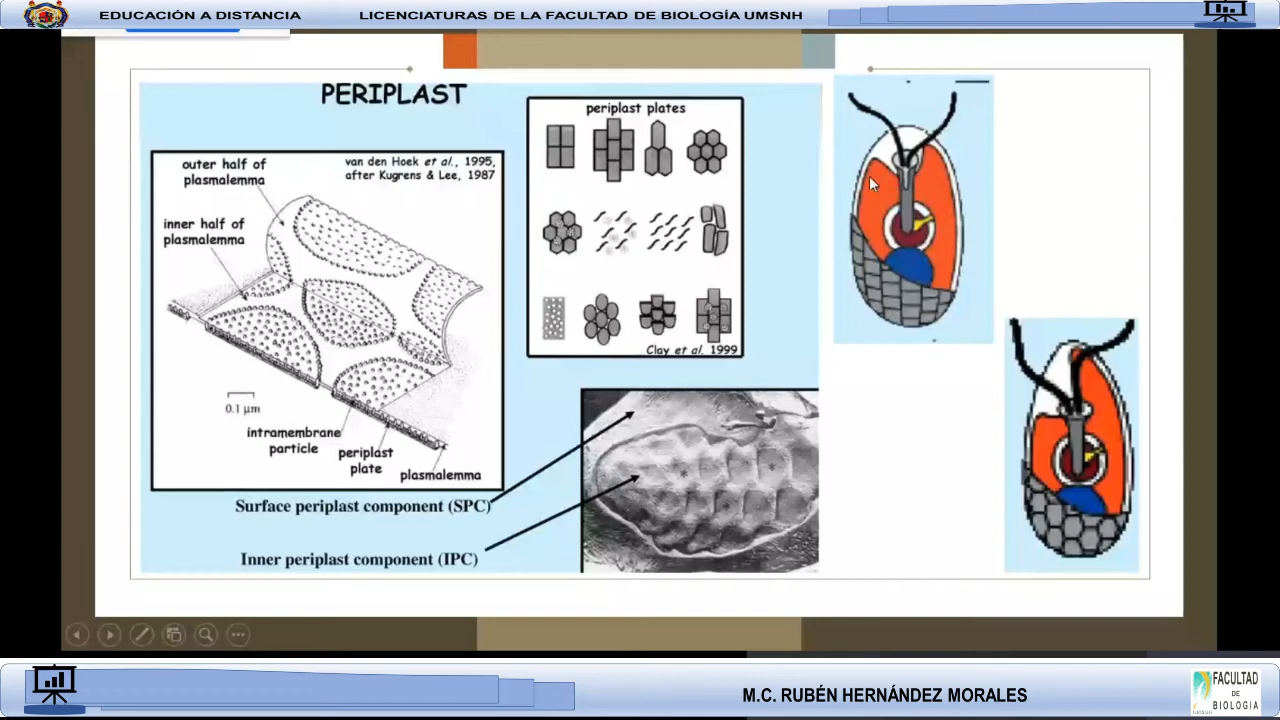 EDUCACIÓN A DISTANCIA
LICENCIATURAS DE LA FACULTAD DE BIOLOGÍA UMSNH
PERIPLAST
outer half of
plasmalemma
van den Hoek et al., 1995,
after Kugrens & Lee, 1987
inner half of
plasmalemma
0.1 µm
intramembrane
particle
periplast
plate
plasmalemma
periplast plates
Clay et al. 1999
Surface periplast component (SPC)
Inner periplast component (IPC)
M.C. RUBÉN HERNÁNDEZ MORALES
FACULTAD
DE
BIOLOGIA